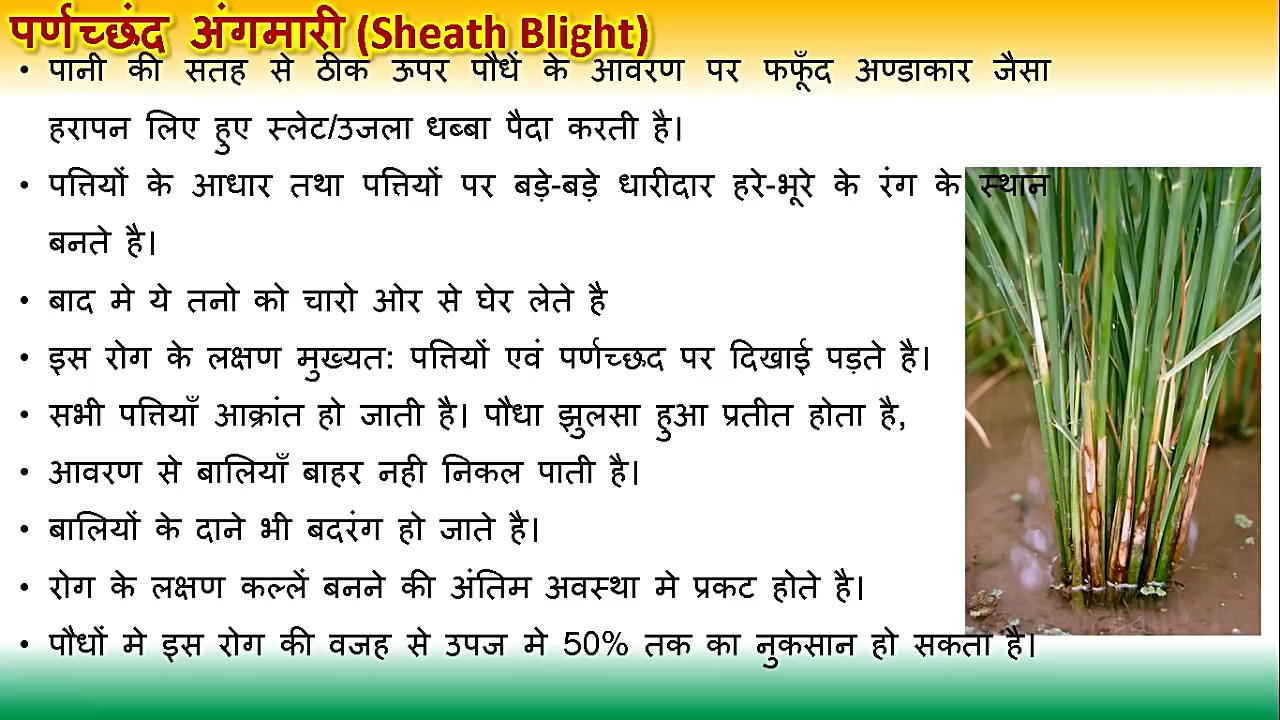 पर्णच्छंद अंगमारी (Sheath Blight)
• पानी की सतह से ठीक ऊपर पौधें के आवरण पर फफूँद अण्डाकार जैसा
हरापन लिए हुए स्लेट/उजला धब्बा पैदा करती है।
• पत्तियों के आधार तथा पत्तियों पर बड़े-बड़े धारीदार हरे-भूरे के रंग के स्थान
बनते है।
• बाद मे ये तनो को चारो ओर से घेर लेते है
• इस रोग के लक्षण मुख्यत: पत्तियों एवं पर्णच्छद पर दिखाई पड़ते है।
• सभी पत्तियाँ आक्रांत हो जाती है। पौधा झुलसा हुआ प्रतीत होता है,
• आवरण से बालियाँ बाहर नही निकल पाती है।
• बालियों के दाने भी बदरंग हो जाते है।
• रोग के लक्षण कल्लें बनने की अंतिम अवस्था मे प्रकट होते है।
• पौधों मे इस रोग की वजह से उपज मे 50% तक का नुकसान हो सकता है।